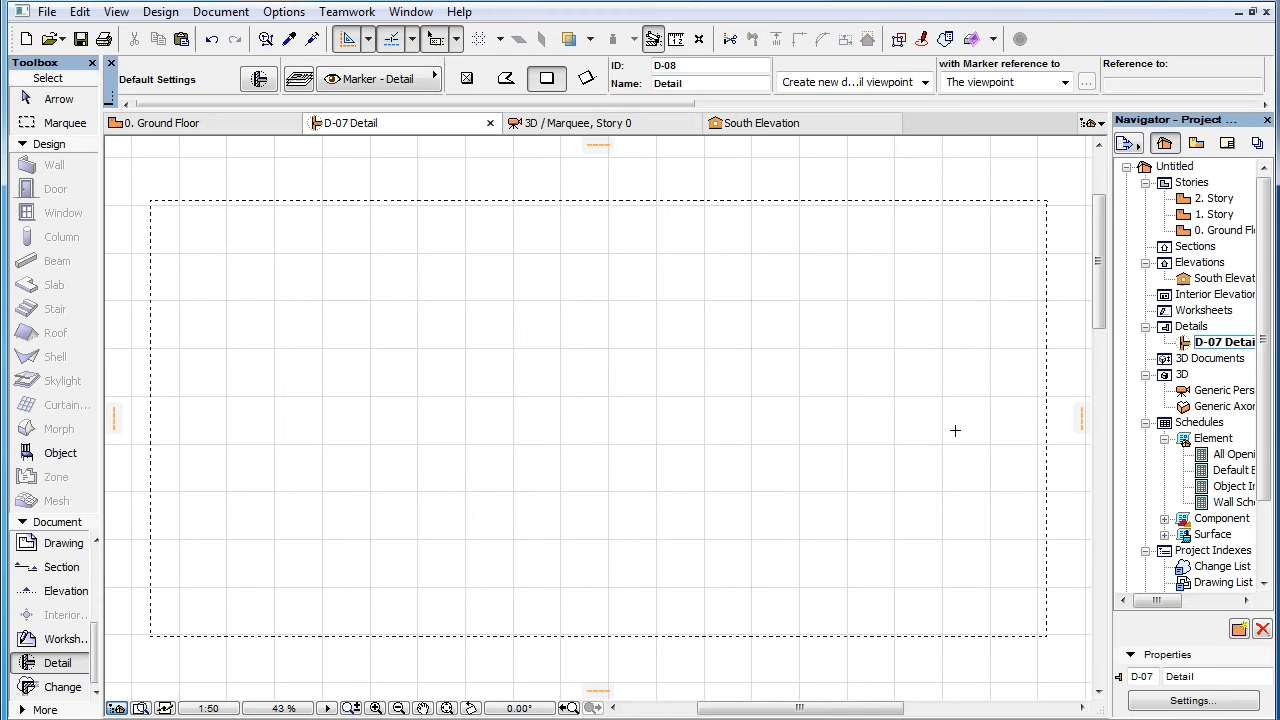 File Edit View Design Document Options Teamwork Window Help
Toolbox
Select
Arrow
Marquee
Design
Wall
Door
Window
Column
Beam
Slab
Stair
Roof
Shell
Skylight
Curtain...
Morph
Object
Zone
Mesh
Document
Drawing
Section
Elevation
Interior..
Worksh..
Detail
Change
More
Default Settings
Marker - Detail
ID: D-08
Name: Detail
Create new d...il viewpoint
with Marker reference to
The viewpoint
...
Reference to:
0. Ground Floor
D-07 Detail
3D / Marquee, Story 0
South Elevation
1:50
43 %
0.00°
Navigator - Project ...
Untitled
Stories
2. Story
1. Story
0. Ground Fl
Sections
Elevations
South Elevat
Interior Elevation
Worksheets
Details
D-07 Detai
3D Documents
3D
Generic Pers
Generic Axor
Schedules
Element
All Openi
Default E
Object In
Wall Sche
Component
Surface
Project Indexes
Change List
Drawing List
Properties
D-07 Detail
Settings...